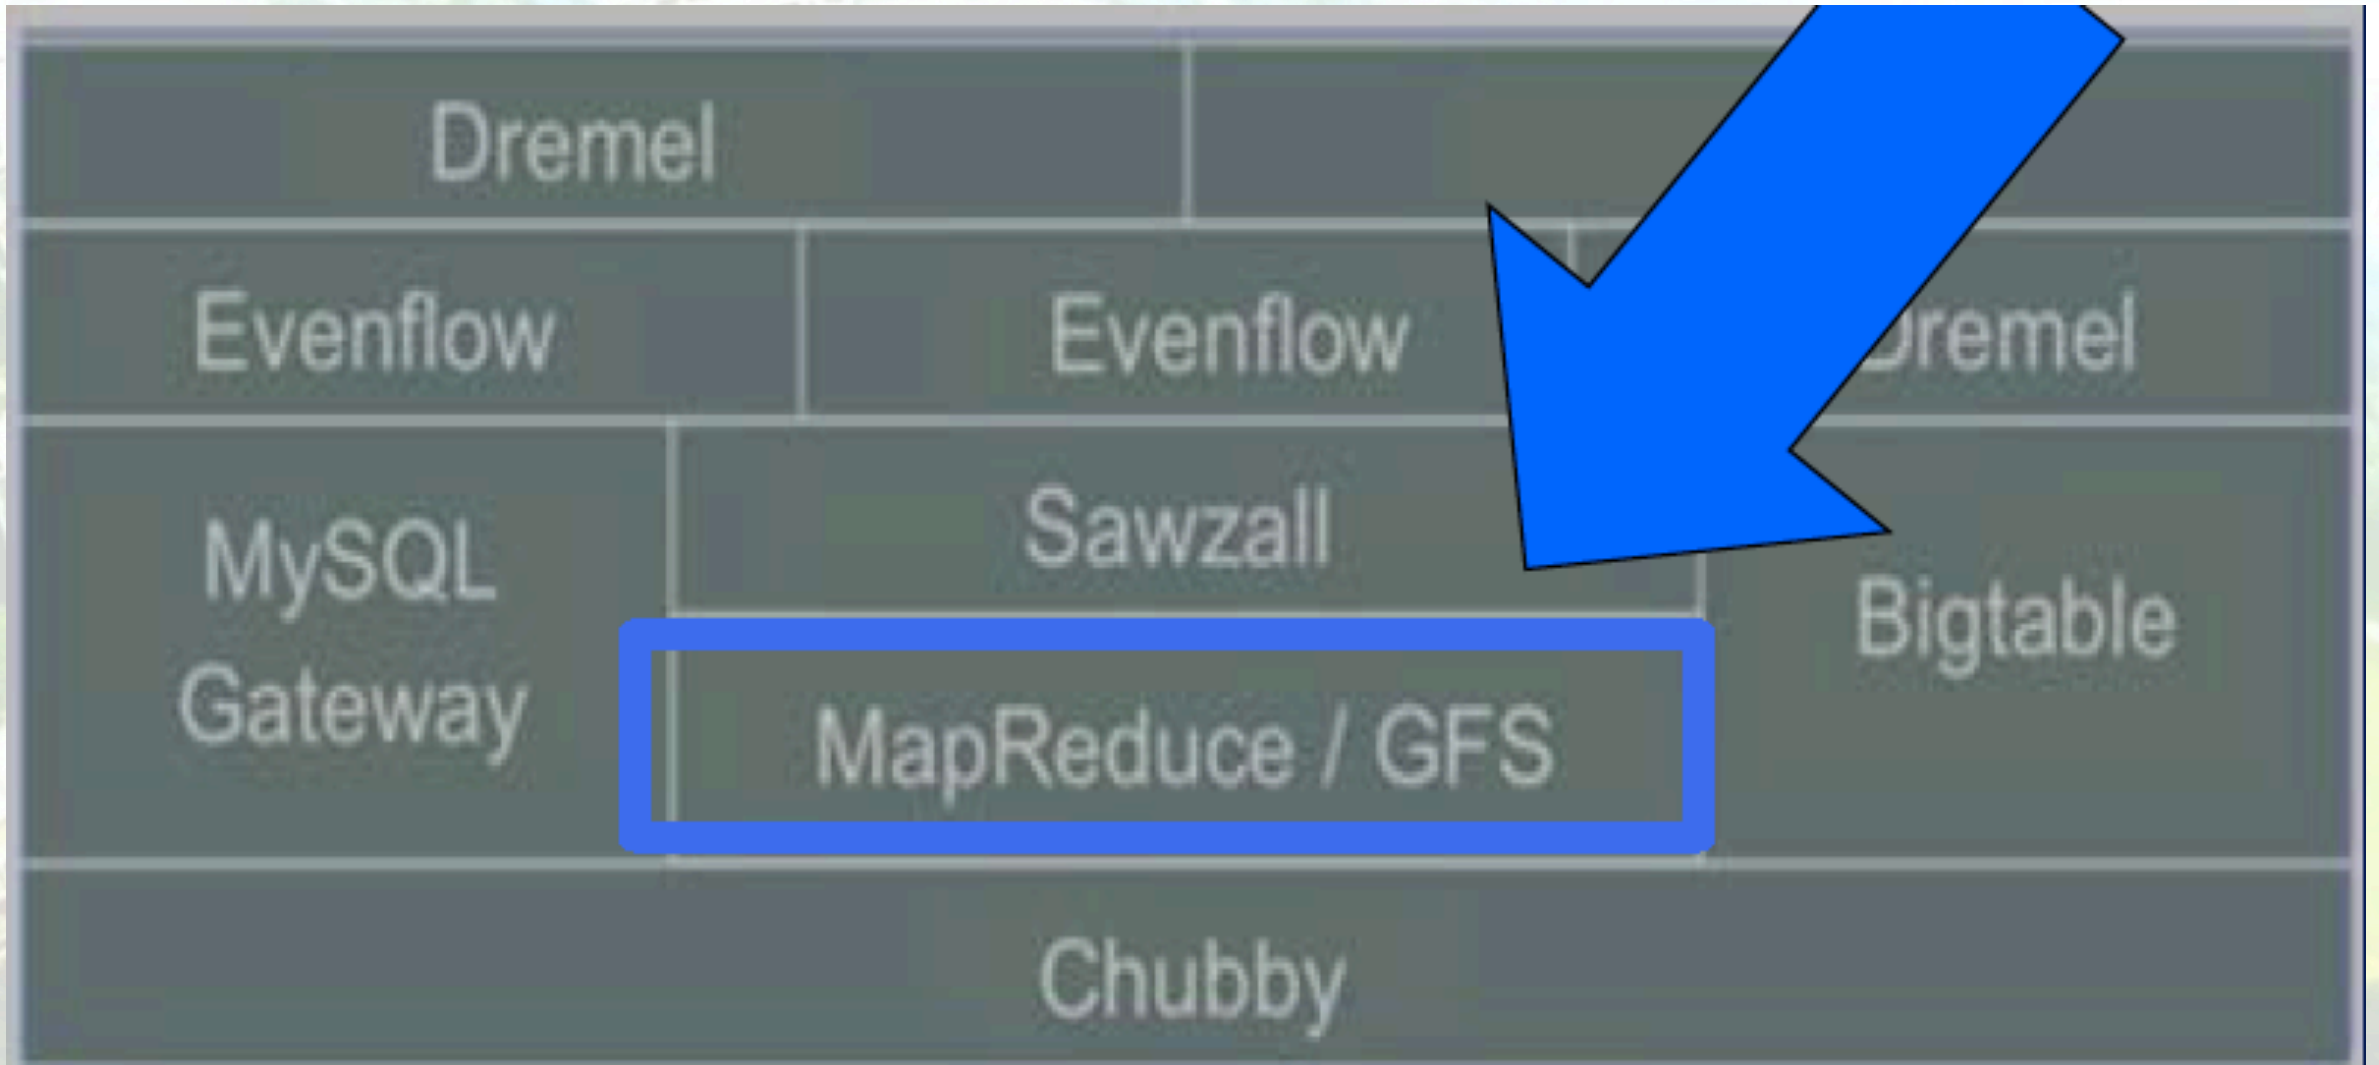 Dremel
Evenflow
Evenflow
Dremel
MySQL
Gateway
Sawzall
MapReduce / GFS
Bigtable
Chubby